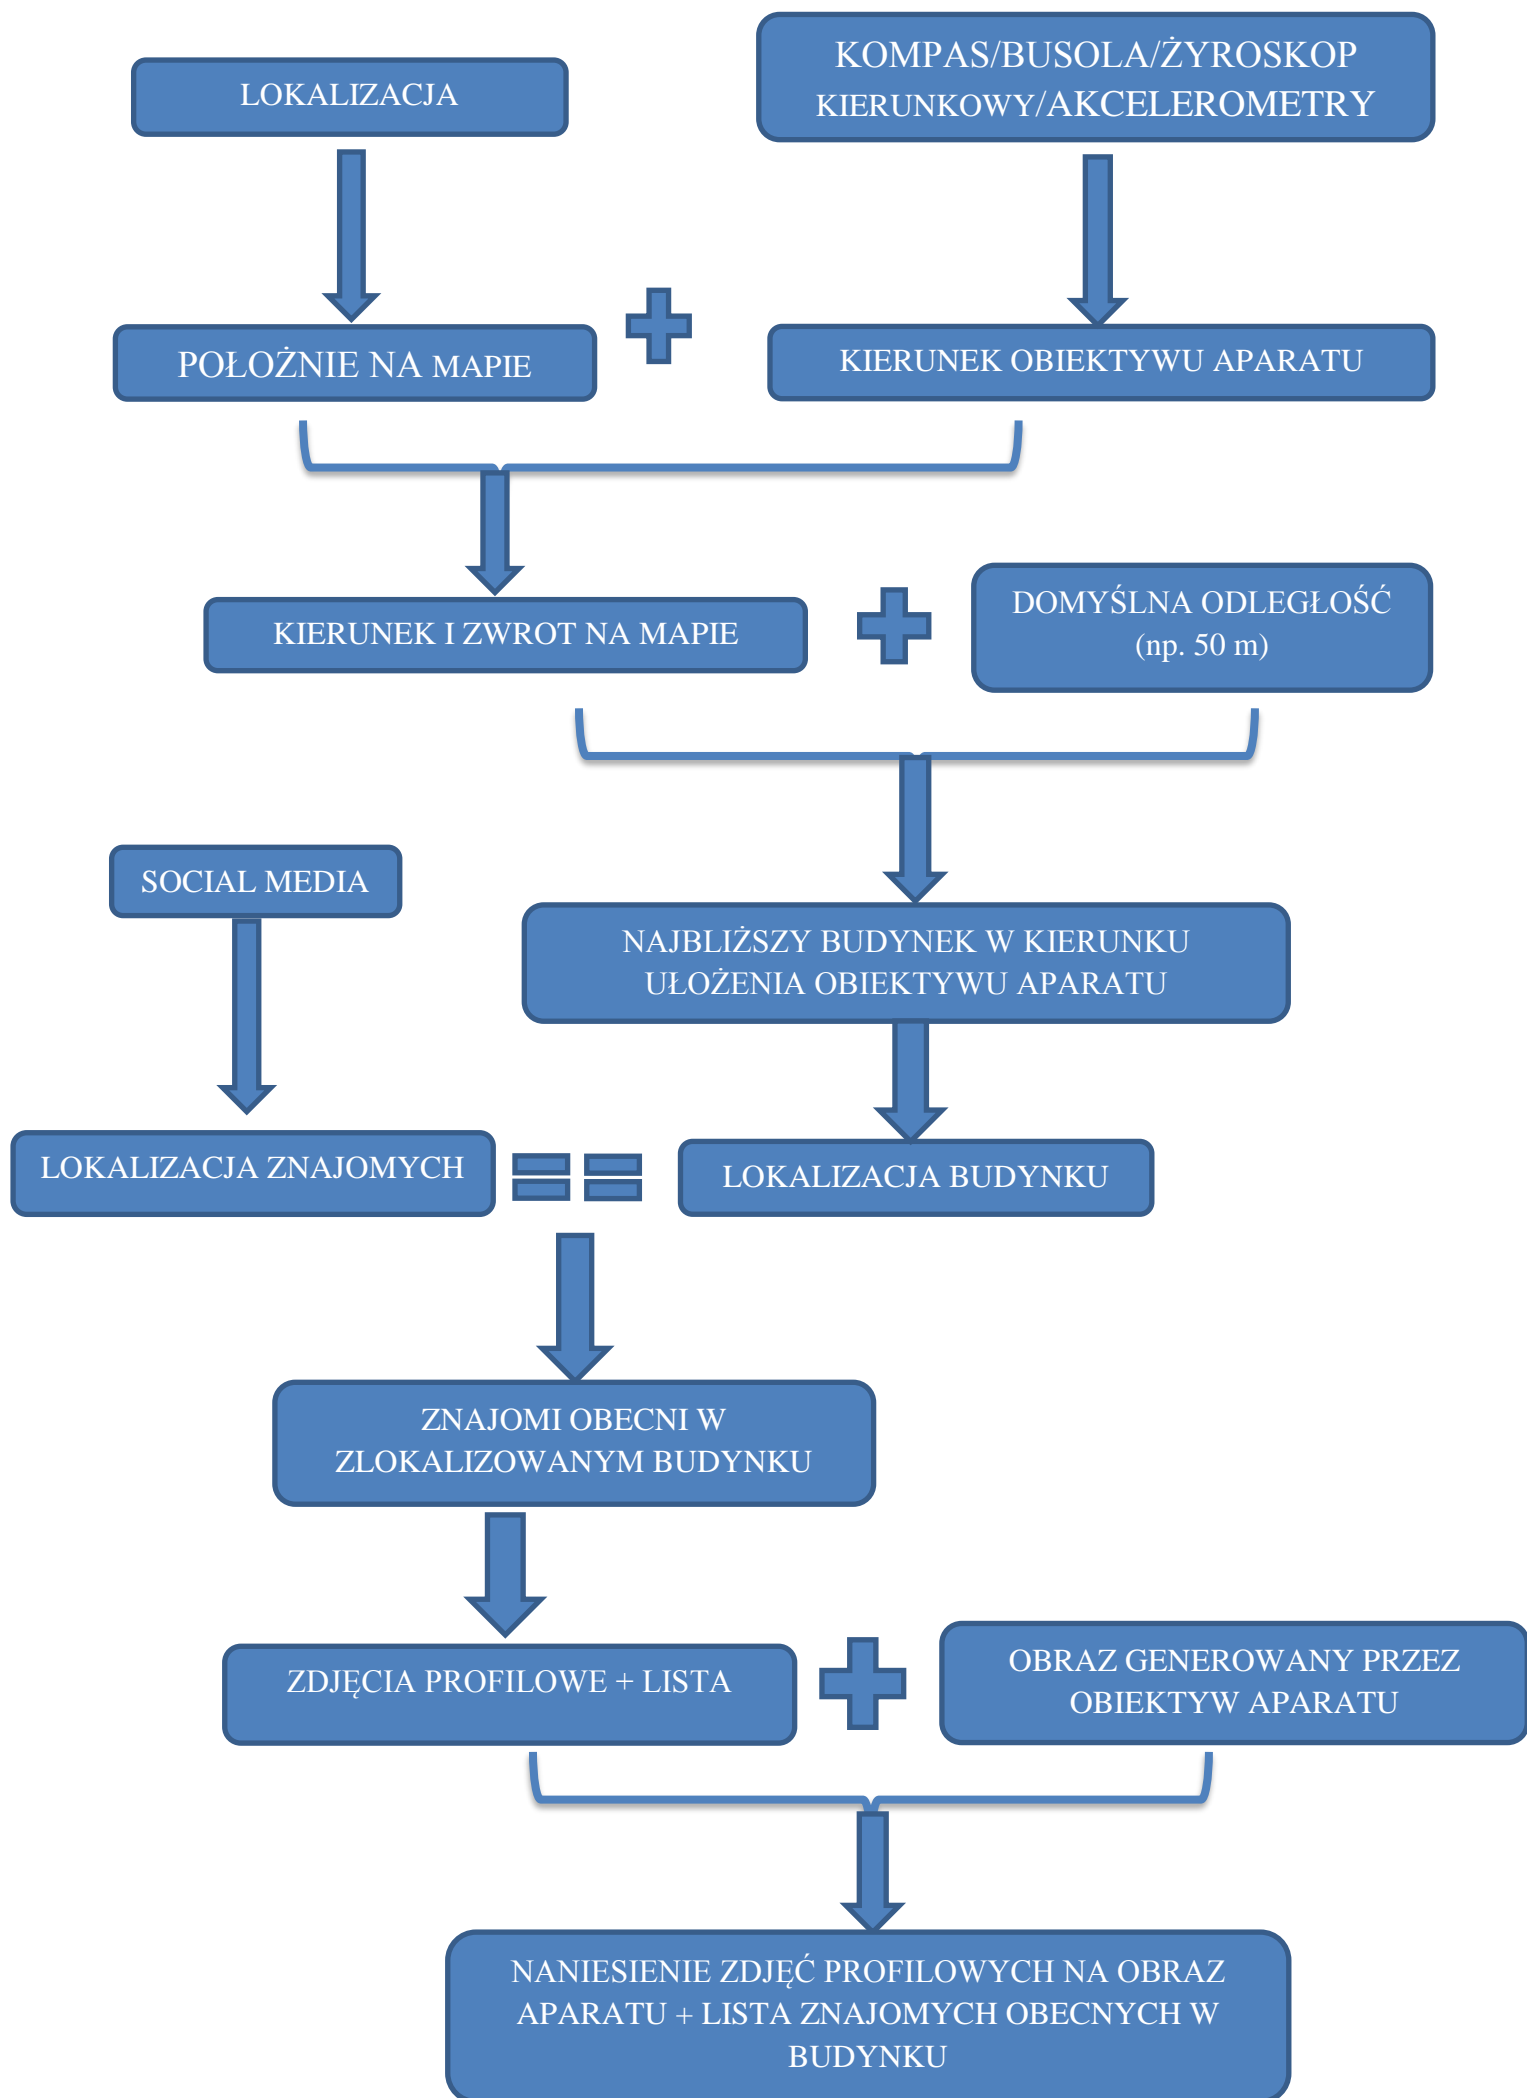 LOKALIZACJA
KOMPAS/BUSOLA/ŻYROSKOP
KIERUNKOWY/AKCELEROMETRY
POŁOŻNIE NA MAPIE
KIERUNEK OBIEKTYWU APARATU
KIERUNEK I ZWROT NA MAPIE
DOMYŚLNA ODLEGŁOŚĆ
(np. 50 m)
SOCIAL MEDIA
NAJBLIŻSZY BUDYNEK W KIERUNKU
UŁOŻENIA OBIEKTYWU APARATU
LOKALIZACJA ZNAJOMYCH
LOKALIZACJA BUDYNKU
ZNAJOMI OBECNI W
ZLOKALIZOWANYM BUDYNKU
ZDJĘCIA PROFILOWE + LISTA
OBRAZ GENEROWANY PRZEZ
OBIEKTYW APARATU
NANIESIENIE ZDJĘĆ PROFILOWYCH NA OBRAZ
APARATU + LISTA ZNAJOMYCH OBECNYCH W
BUDYNKU